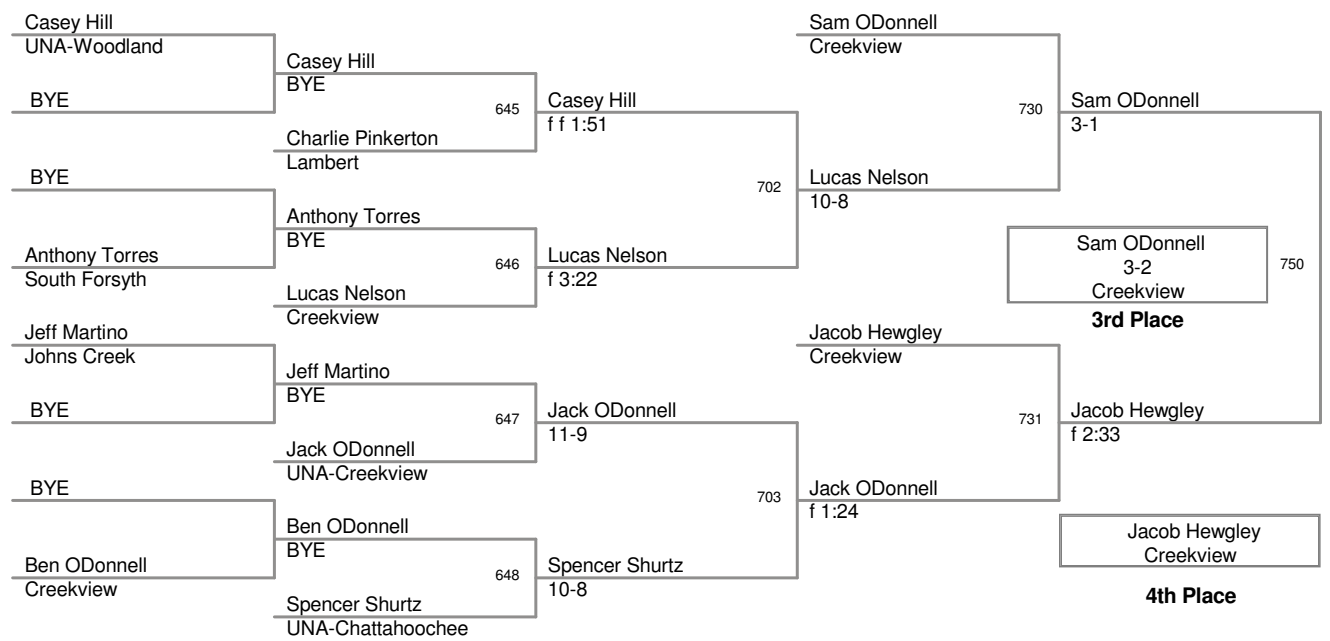 Casey Hill
UNA-Woodland
BYE
BYE
Anthony Torres
South Forsyth
Jeff Martino
Johns Creek
BYE
BYE
Ben ODonnell
Creekview
Casey Hill
BYE
645
Charlie Pinkerton
Lambert
Anthony Torres
BYE
646
Lucas Nelson
Creekview
Jeff Martino
BYE
647
Jack ODonnell
UNA-Creekview
Ben ODonnell
BYE
648
Spencer Shurtz
UNA-Chattahoochee
Casey Hill
f f 1:51
702
Lucas Nelson
f 3:22
Jack ODonnell
11-9
703
Spencer Shurtz
10-8
Sam ODonnell
Creekview
730
Lucas Nelson
10-8
Jacob Hewgley
Creekview
731
Jack ODonnell
f 1:24
Sam ODonnell
3-1
Sam ODonnell
3-2
Creekview
750
3rd Place
Jacob Hewgley
f 2:33
Jacob Hewgley
Creekview
4th Place